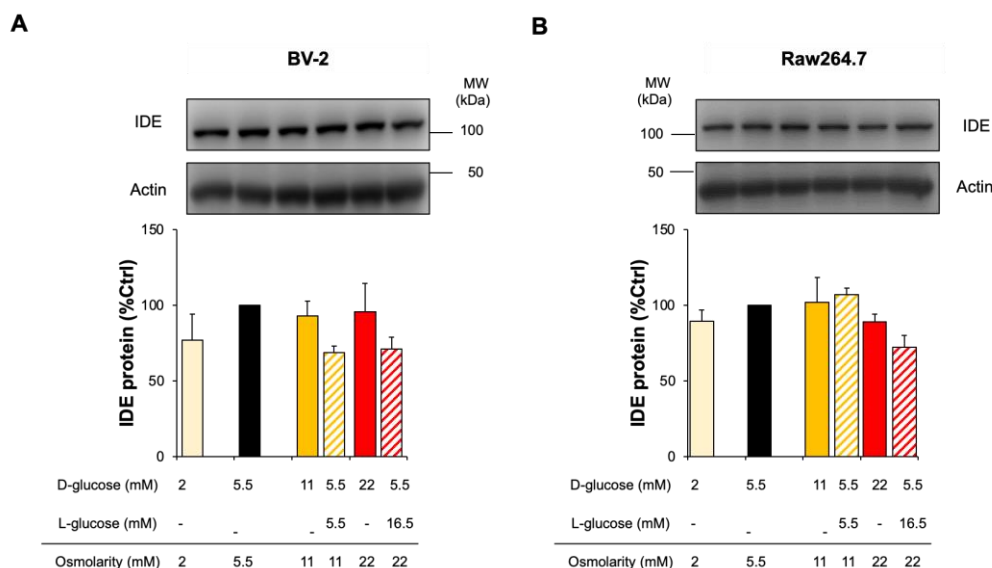 A
BV-2
MW
(kDa)
IDE
100
50
Actin
150
100
50
0
IDE protein (%Ctrl)
D-glucose (mM) 2 5.5 11 5.5 22 5.5
L-glucose (mM) - - - 5.5 - 16.5
Osmolarity (mM) 2 5.5 11 11 22 22
B
Raw264.7
MW
(kDa)
100
IDE
50
Actin
150
100
50
0
IDE protein (%Ctrl)
D-glucose (mM) 2 5.5 11 5.5 22 5.5
L-glucose (mM) - - - 5.5 - 16.5
Osmolarity (mM) 2 5.5 11 11 22 22